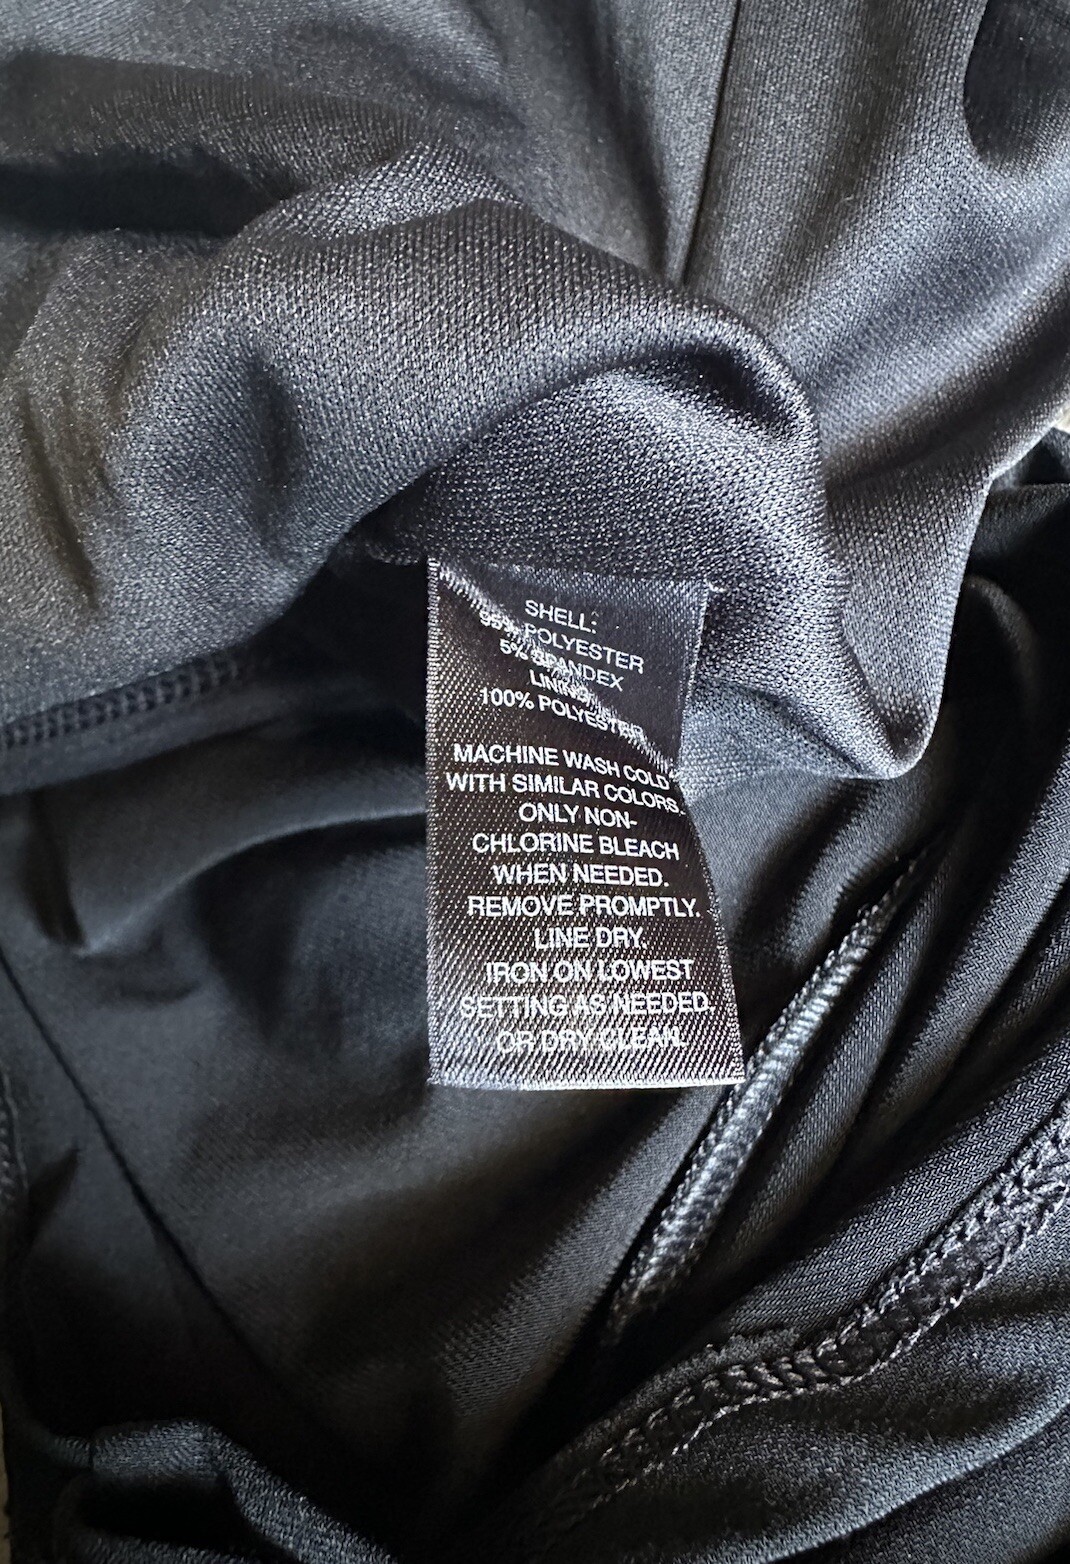 SHELL:
95% POLYESTER
5% SPANDEX
LINING:
100% POLYESTER
MACHINE WASH COLD
WITH SIMILAR COLORS.
ONLY NON-
CHLORINE BLEACH
WHEN NEEDED.
REMOVE PROMPTLY.
LINE DRY.
IRON ON LOWEST
SETTING AS NEEDED.
OR DRY CLEAN.